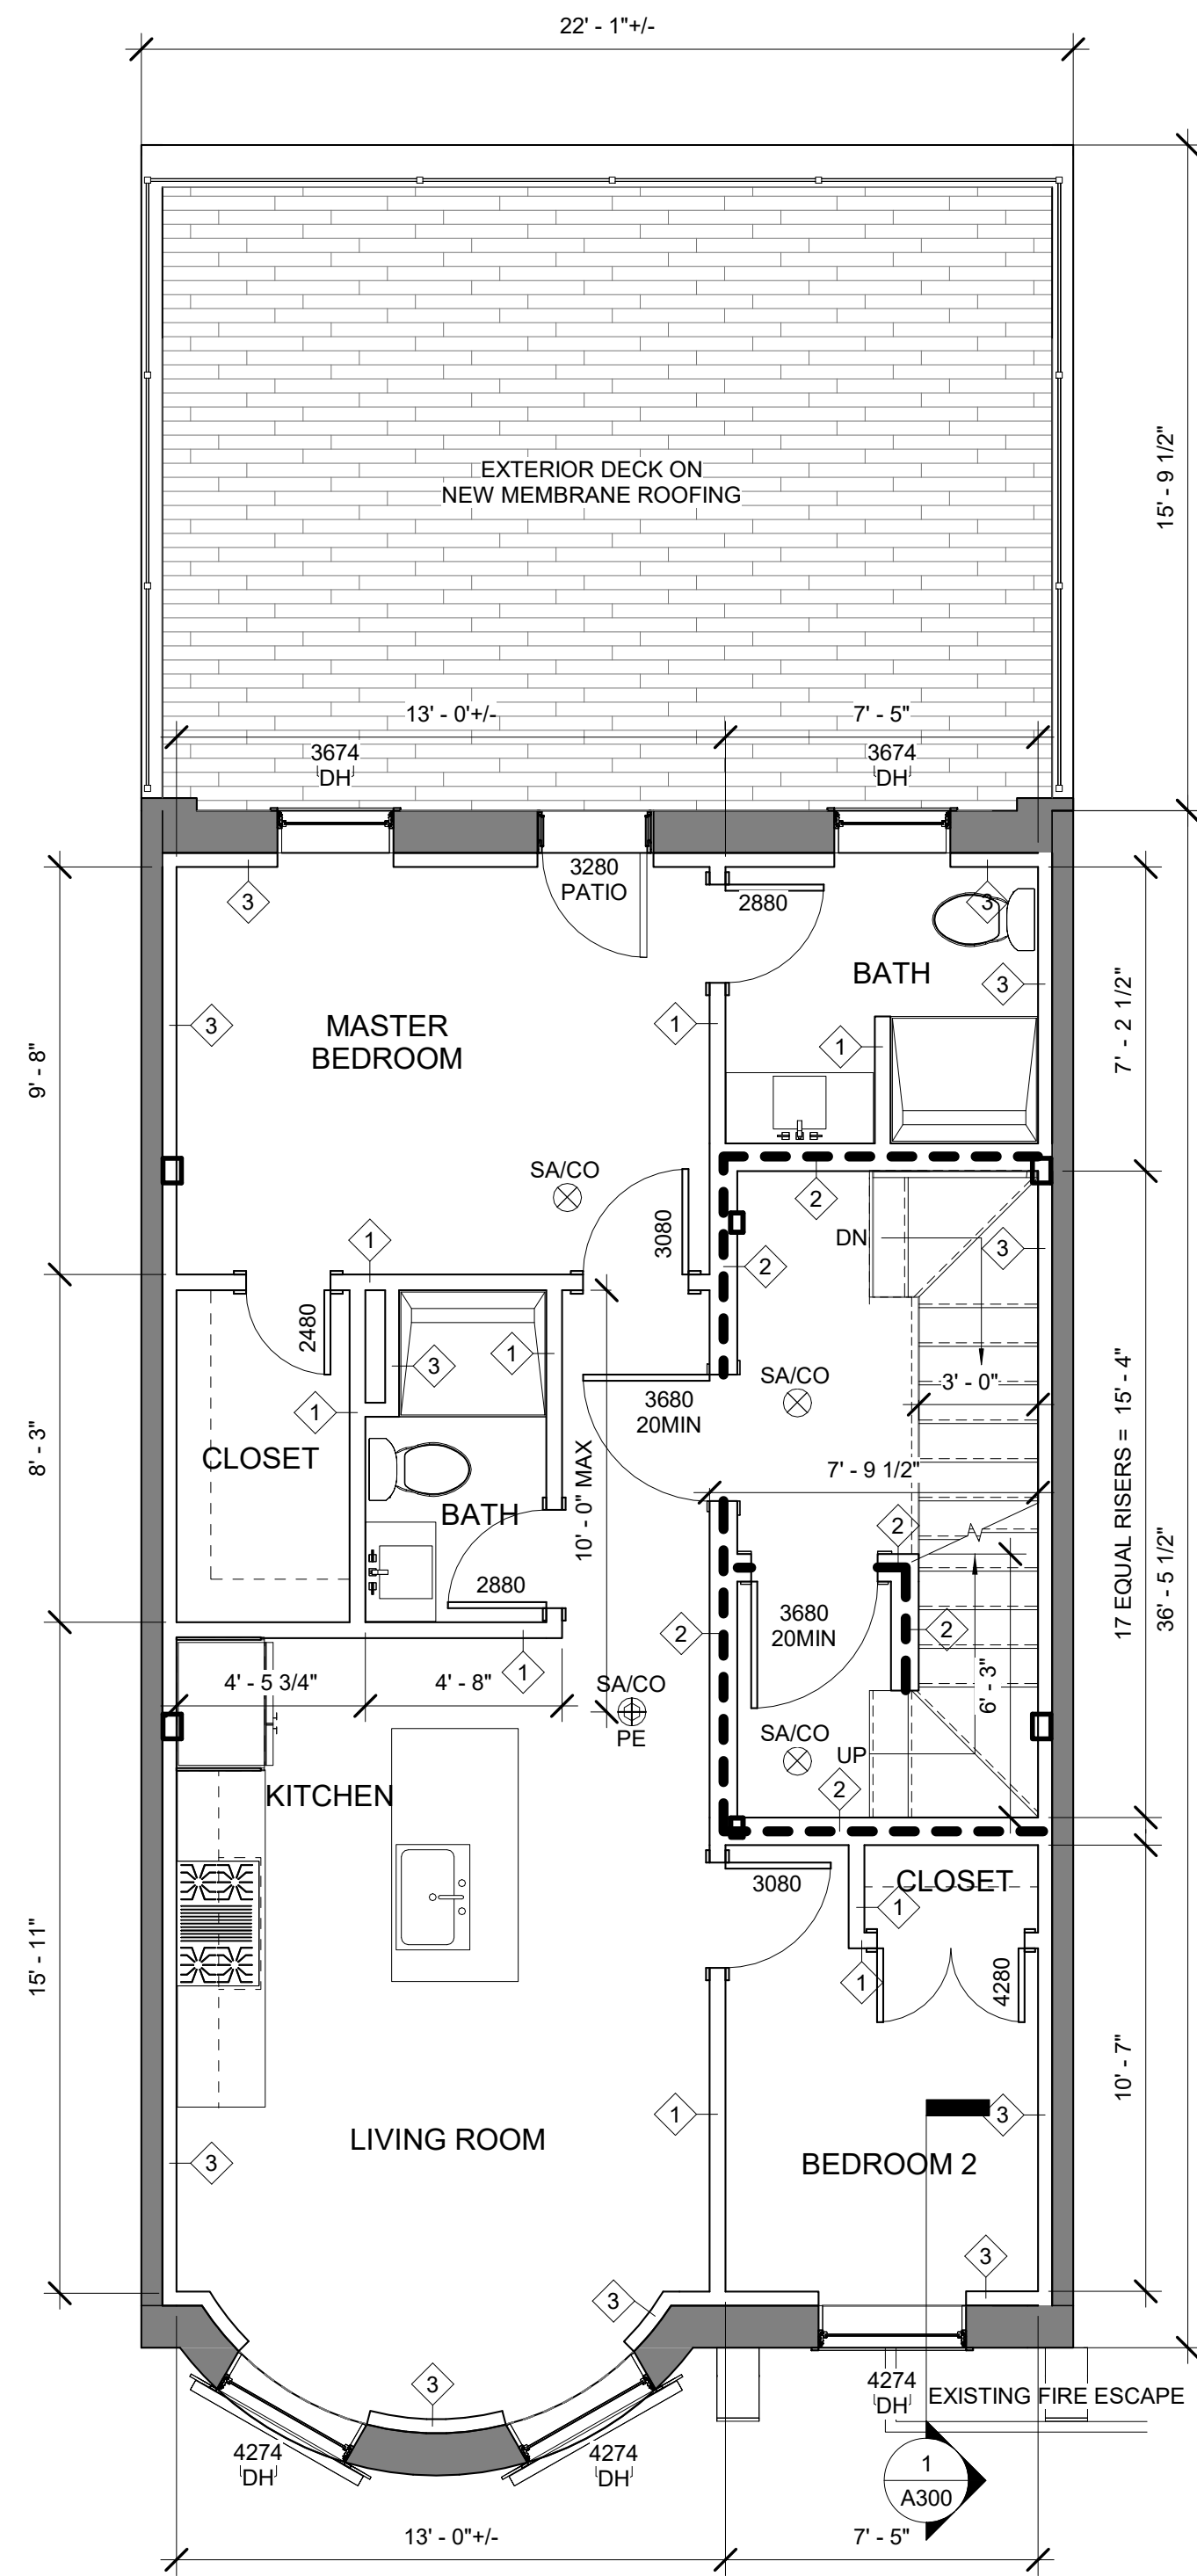 22' - 1"+/-
15' - 9 1/2"
EXTERIOR DECK ON
NEW MEMBRANE ROOFING
13' - 0'+/-
7' - 5"
3674
DH
3674
DH
3280
PATIO
2880
3
3
BATH
3
3
MASTER
BEDROOM
1
1
9' - 8"
7' - 2 1/2"
SA/CO
3080
2
DN
3
1
2
2480
3
1
SA/CO
3' - 0"
3680
20MIN
1
CLOSET
8' - 3"
BATH
10' - 0" MAX
7' - 9 1/2"
17 EQUAL RISERS = 15' - 4"
36' - 5 1/2"
2
2880
3680
20MIN
2
2
1
4' - 5 3/4"
4' - 8"
SA/CO
PE
6' - 3"
SA/CO
UP
2
KITCHEN
3080
CLOSET
1
1
4280
15' - 11"
10' - 7"
1
3
LIVING ROOM
3
BEDROOM 2
3
3
3
4274
DH
EXISTING FIRE ESCAPE
4274
DH
4274
DH
1
A300
13' - 0"+/-
7' - 5"